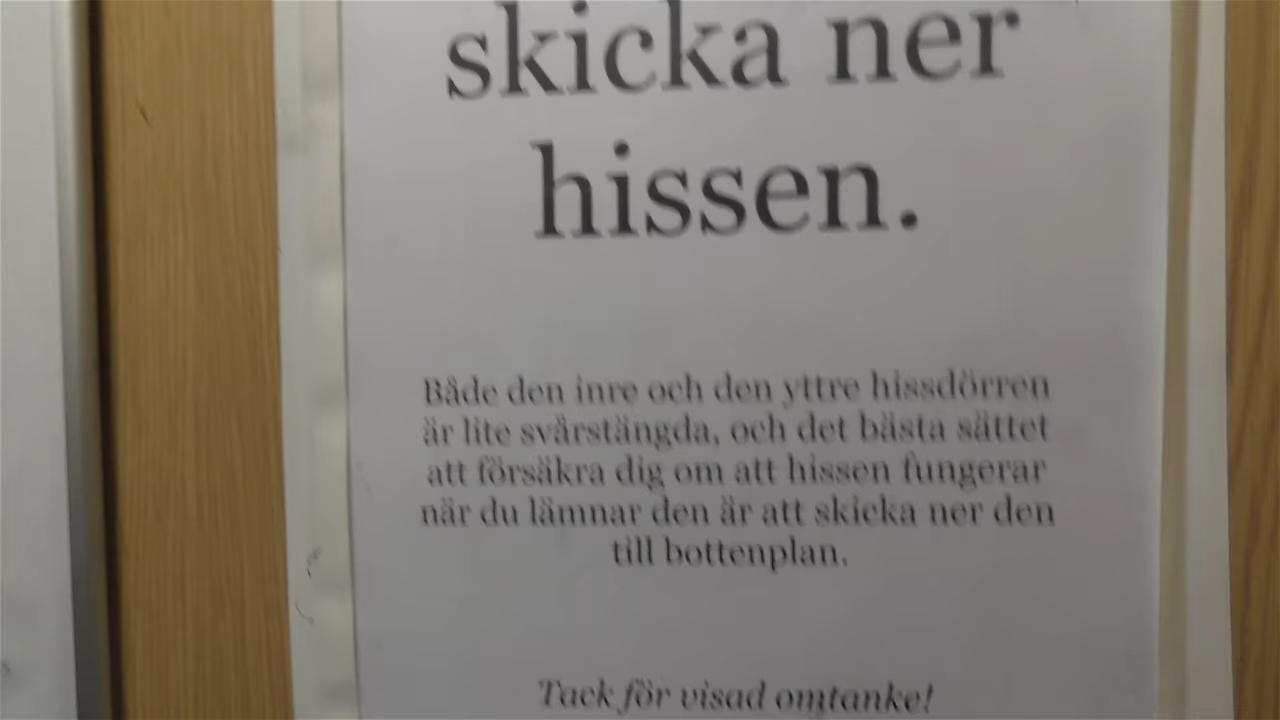 skicka ner
hissen.
Både den inre och den yttre hissdörren
är lite svårstängda, och det bästa sättet
att försäkra dig om att hissen fungerar
när du lämnar den är att skicka ner den
till bottenplan.
Tack för visad omtanke!